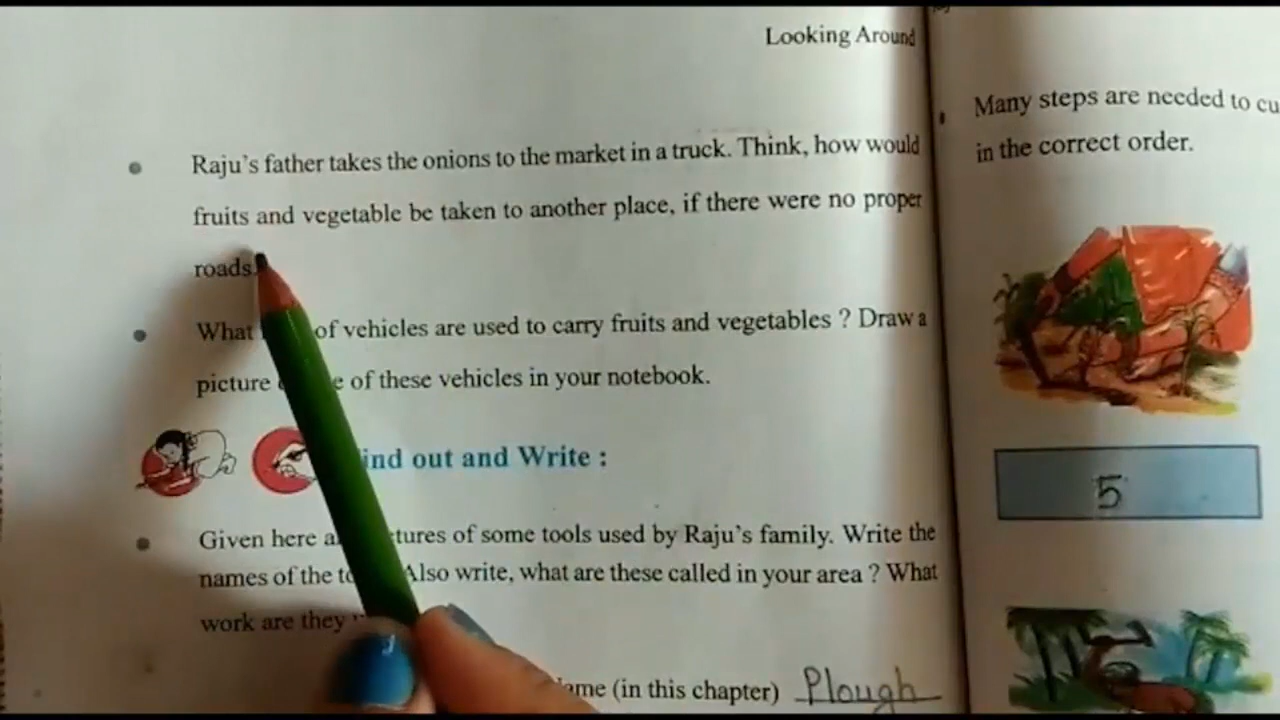 Looking Around
Raju's father takes the onions to the market in a truck. Think, how would
fruits and vegetable be taken to another place, if there were no proper
roads
What of vehicles are used to carry fruits and vegetables ? Draw a
picture of these vehicles in your notebook.
ind out and Write :
Given here tures of some tools used by Raju's family. Write the
names of the Also write, what are these called in your area ? What
work are they
ame (in this chapter) Plough
Many steps are needed to cu
in the correct order.
5